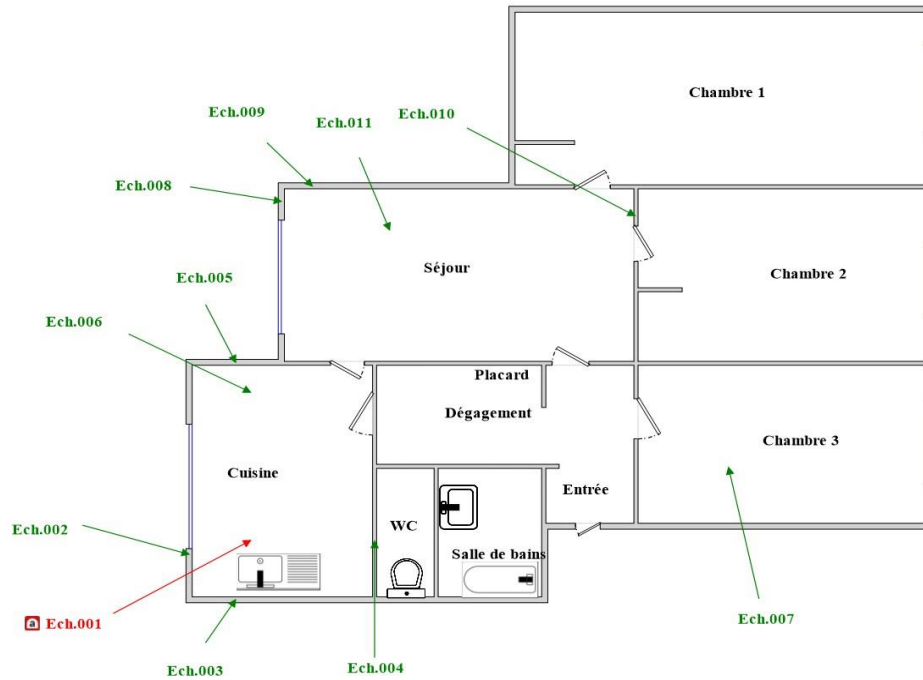 Chambre 1
Ech.009
Ech.011
Ech.010
Ech.008
Séjour
Chambre 2
Ech.005
Ech.006
Placard
Dégagement
Chambre 3
Cuisine
Entrée
Ech.002
WC
Salle de bains
a Ech.001
Ech.007
Ech.003
Ech.004